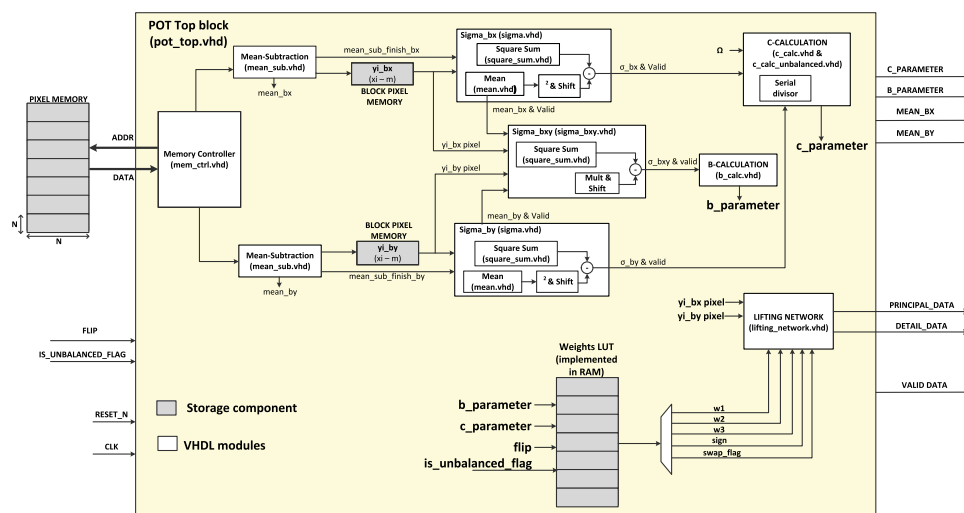 POT Top block
(pot_top.vhd)
PIXEL MEMORY
N
N
ADDR
DATA
Memory Controller
(mem_ctrl.vhd)
Mean-Subtraction
(mean_sub.vhd)
mean_bx
mean_sub_finish_bx
yi_bx
(xi – m)
BLOCK PIXEL
MEMORY
Sigma_bx (sigma.vhd)
Square Sum
(square_sum.vhd)
Mean
(mean.vhd)
² & Shift
-
σ_bx & Valid
mean_bx & Valid
yi_bx pixel
Sigma_bxy (sigma_bxy.vhd)
Square Sum
(square_sum.vhd)
Mult &
Shift
-
σ_bxy & valid
yi_by pixel
mean_by & Valid
BLOCK PIXEL
MEMORY
yi_by
(xi – m)
Mean-Subtraction
(mean_sub.vhd)
mean_by
mean_sub_finish_by
Sigma_by (sigma.vhd)
Square Sum
(square_sum.vhd)
Mean
(mean.vhd)
² & Shift
-
σ_by & valid
Ω
C-CALCULATION
(c_calc.vhd &
c_calc_unbalanced.vhd)
Serial
divisor
c_parameter
B-CALCULATION
(b_calc.vhd)
b_parameter
C_PARAMETER
B_PARAMETER
MEAN_BX
MEAN_BY
yi_bx pixel
yi_by pixel
LIFTING NETWORK
(lifting_network.vhd)
PRINCIPAL_DATA
DETAIL_DATA
VALID DATA
FLIP
IS_UNBALANCED_FLAG
RESET_N
CLK
Storage component
VHDL modules
Weights LUT
(implemented
in RAM)
b_parameter
c_parameter
flip
is_unbalanced_flag
w1
w2
w3
sign
swap_flag